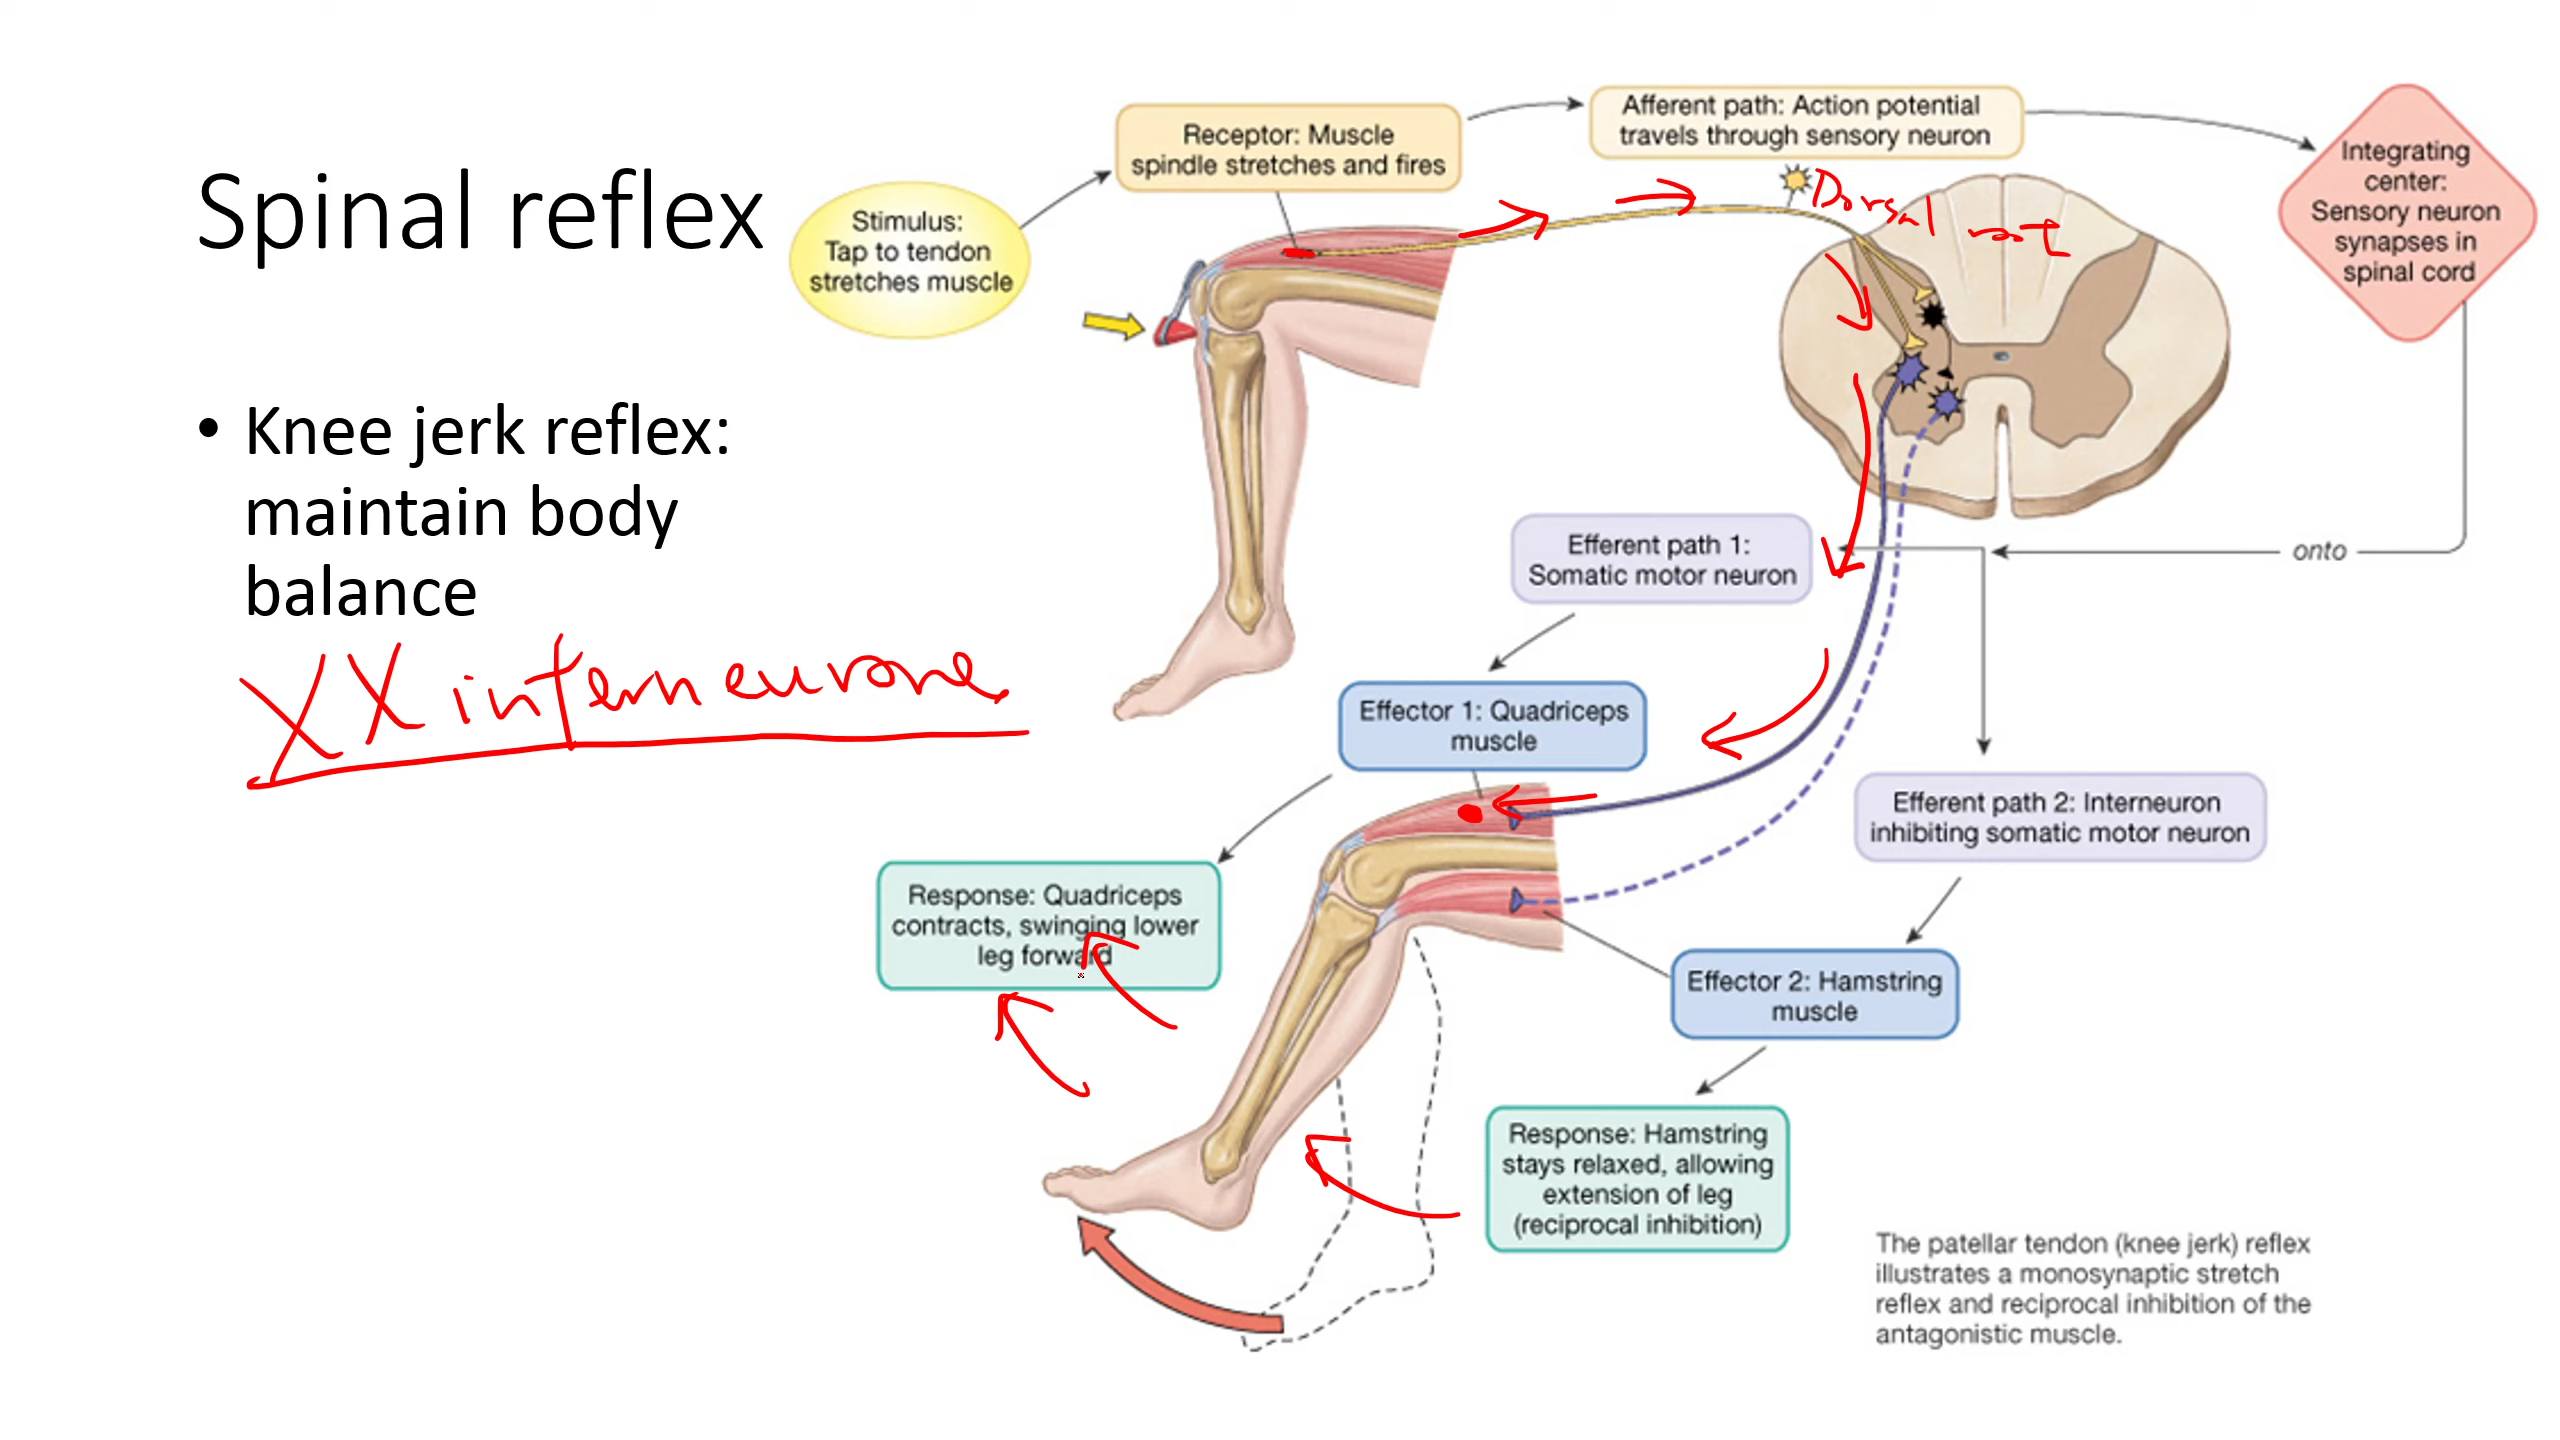 Spinal reflex
• Knee jerk reflex:
maintain body
balance
XX interneurone
Stimulus:
Tap to tendon
stretches muscle
Receptor: Muscle
spindle stretches and fires
Afferent path: Action potential
travels through sensory neuron
Dorsal root
Integrating
center:
Sensory neuron
synapses in
spinal cord
onto
Efferent path 1:
Somatic motor neuron
Effector 1: Quadriceps
muscle
Response: Quadriceps
contracts, swinging lower
leg forward
Efferent path 2: Interneuron
inhibiting somatic motor neuron
Effector 2: Hamstring
muscle
Response: Hamstring
stays relaxed, allowing
extension of leg
(reciprocal inhibition)
The patellar tendon (knee jerk) reflex
illustrates a monosynaptic stretch
reflex and reciprocal inhibition of the
antagonistic muscle.